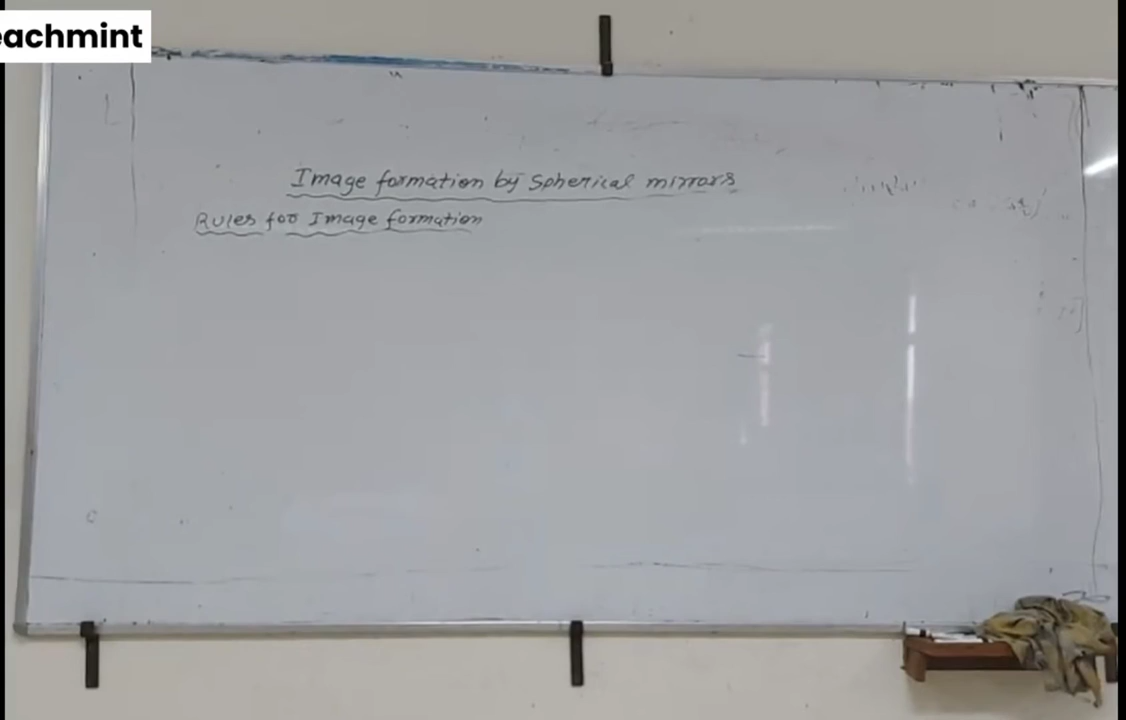 eachmint
Image formation by Spherical mirrors
Rules for Image formation